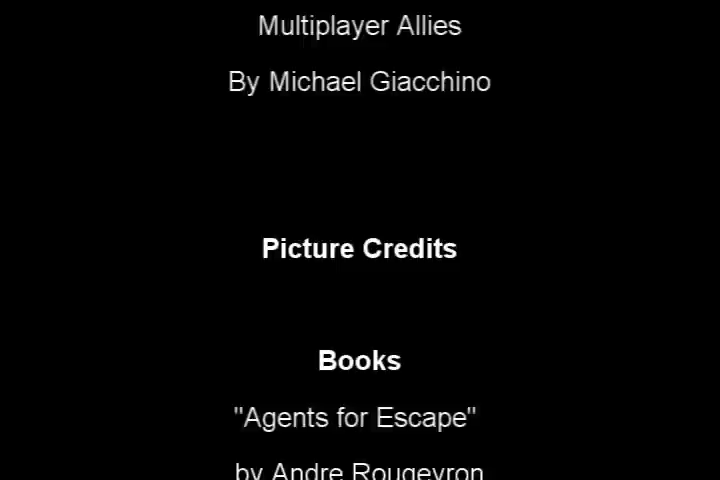 Multiplayer Allies
By Michael Giacchino
Picture Credits
Books
"Agents for Escape"
by Andre Rougeyron